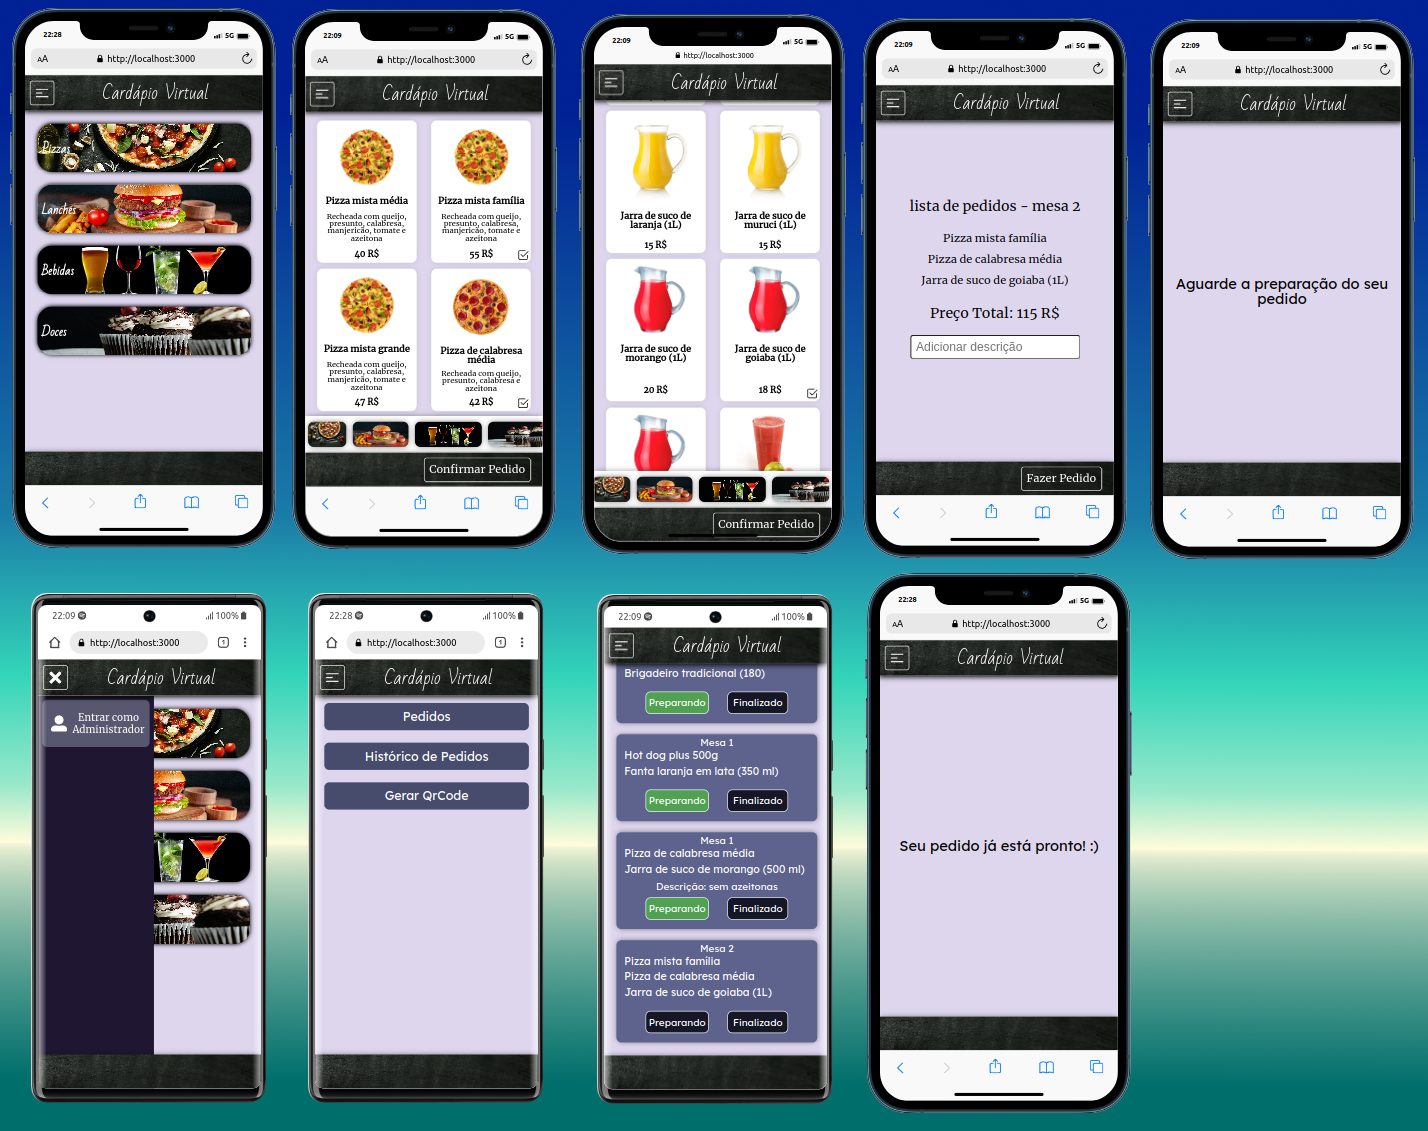 22:28
5G
AA
http://localhost:3000
Cardápio Virtual
Pizzas
Lanches
Bebidas
Doces
22:09
5G
AA
http://localhost:3000
Cardápio Virtual
Pizza mista média
Recheada com queijo,
presunto, calabresa,
manjericão, tomate e
azeitona
40 R$
Pizza mista família
Recheada com queijo,
presunto, calabresa,
manjericão, tomate e
azeitona
55 R$
Pizza mista grande
Recheada com queijo,
presunto, calabresa,
manjericão, tomate e
azeitona
47 R$
Pizza de calabresa
média
Recheada com queijo,
presunto, calabresa e
azeitona
42 R$
Confirmar Pedido
22:09
5G
http://localhost:3000
Cardápio Virtual
Jarra de suco de
laranja (1L)
15 R$
Jarra de suco de
muruci (1L)
15 R$
Jarra de suco de
morango (1L)
20 R$
Jarra de suco de
goiaba (1L)
18 R$
Confirmar Pedido
22:09
5G
AA
http://localhost:3000
Cardápio Virtual
lista de pedidos - mesa 2
Pizza mista família
Pizza de calabresa média
Jarra de suco de goiaba (1L)
Preço Total: 115 R$
Adicionar descrição
Fazer Pedido
22:09
5G
AA
http://localhost:3000
Cardápio Virtual
Aguarde a preparação do seu
pedido
22:09
100%
http://localhost:3000
1
Cardápio Virtual
Entrar como
Administrador
22:28
100%
http://localhost:3000
1
Cardápio Virtual
Pedidos
Histórico de Pedidos
Gerar QrCode
22:09
100%
Cardápio Virtual
Brigadeiro tradicional (180)
Preparando Finalizado
Mesa 1
Hot dog plus 500g
Fanta laranja em lata (350 ml)
Preparando Finalizado
Mesa 1
Pizza de calabresa média
Jarra de suco de morango (500 ml)
Descrição: sem azeitonas
Preparando Finalizado
Mesa 2
Pizza mista família
Pizza de calabresa média
Jarra de suco de goiaba (1L)
Preparando Finalizado
22:28
5G
AA
http://localhost:3000
Cardápio Virtual
Seu pedido já está pronto! :)